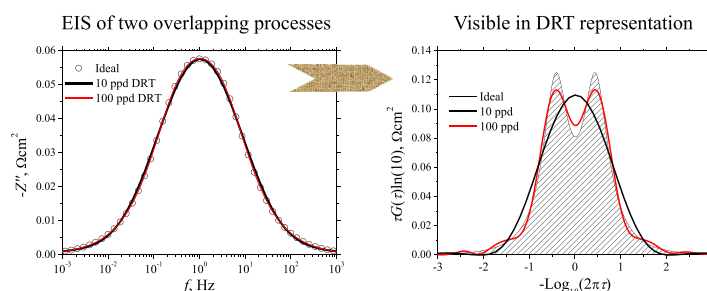 EIS of two overlapping processes
Visible in DRT representation
0.06
0.05
0.04
0.03
0.02
0.01
0.00
-Z'', Ωcm²
Ideal
10 ppd DRT
100 ppd DRT
10⁻³ 10⁻² 10⁻¹ 10⁰ 10¹ 10² 10³
f, Hz
0.14
0.12
0.10
0.08
0.06
0.04
0.02
0.00
τG(τ)ln(10), Ωcm²
Ideal
10 ppd
100 ppd
-3 -2 -1 0 1 2
-Log₁₀(2πτ)